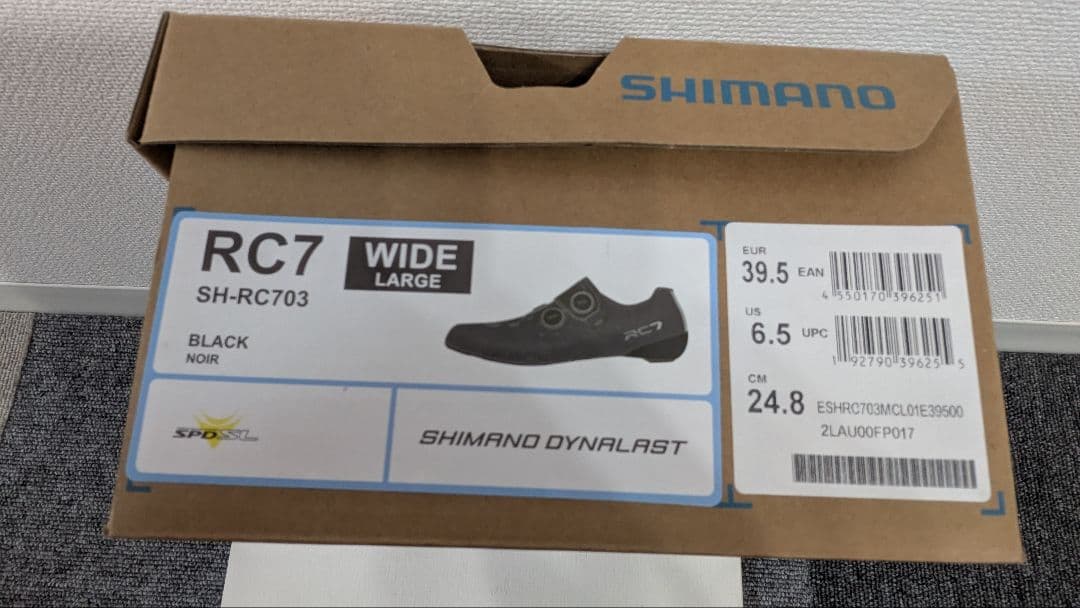 SHIMANO
RC7
WIDE
LARGE
SH-RC703
BLACK
NOIR
RC7
SPD-SL
SHIMANO DYNALAST
EUR
39.5 EAN
4 550170 396251
US
6.5 UPC
1 92790 39625 5
CM
24.8 ESHRC703MCL01E39500
2LAU00FP017